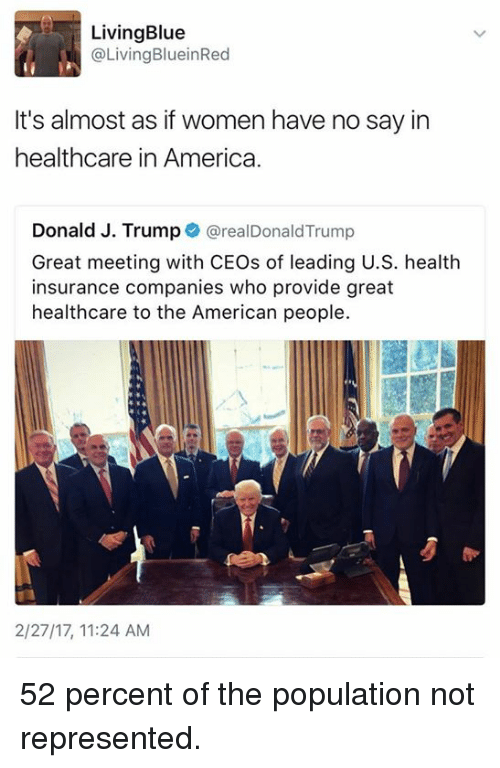 LivingBlue
@LivingBlueinRed
It's almost as if women have no say in
healthcare in America.
Donald J. Trump @realDonaldTrump
Great meeting with CEOs of leading U.S. health
insurance companies who provide great
healthcare to the American people.
2/27/17, 11:24 AM
52 percent of the population not
represented.